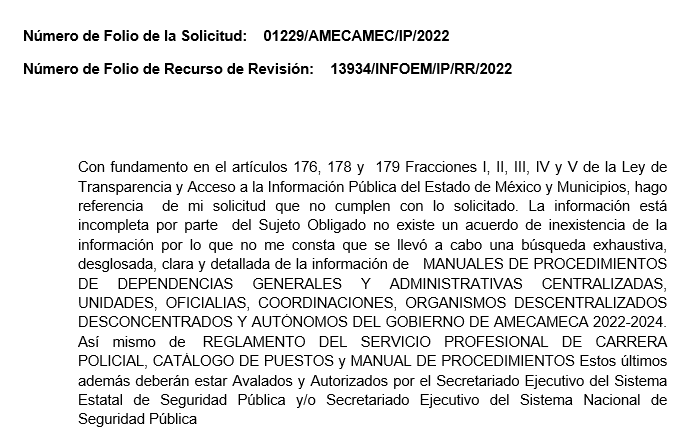 Número de Folio de la Solicitud: 01229/AMECAMEC/IP/2022
Número de Folio de Recurso de Revisión: 13934/INFOEM/IP/RR/2022
Con fundamento en el artículos 176, 178 y 179 Fracciones I, II, III, IV y V de la Ley de
Transparencia y Acceso a la Información Pública del Estado de México y Municipios, hago
referencia de mi solicitud que no cumplen con lo solicitado. La información está
incompleta por parte del Sujeto Obligado no existe un acuerdo de inexistencia de la
información por lo que no me consta que se llevó a cabo una búsqueda exhaustiva,
desglosada, clara y detallada de la información de MANUALES DE PROCEDIMIENTOS
DE DEPENDENCIAS GENERALES Y ADMINISTRATIVAS CENTRALIZADAS,
UNIDADES, OFICIALIAS, COORDINACIONES, ORGANISMOS DESCENTRALIZADOS
DESCONCENTRADOS Y AUTÓNOMOS DEL GOBIERNO DE AMECAMECA 2022-2024.
Así mismo de REGLAMENTO DEL SERVICIO PROFESIONAL DE CARRERA
POLICIAL, CATÁLOGO DE PUESTOS y MANUAL DE PROCEDIMIENTOS Estos últimos
además deberán estar Avalados y Autorizados por el Secretariado Ejecutivo del Sistema
Estatal de Seguridad Pública y/o Secretariado Ejecutivo del Sistema Nacional de
Seguridad Pública